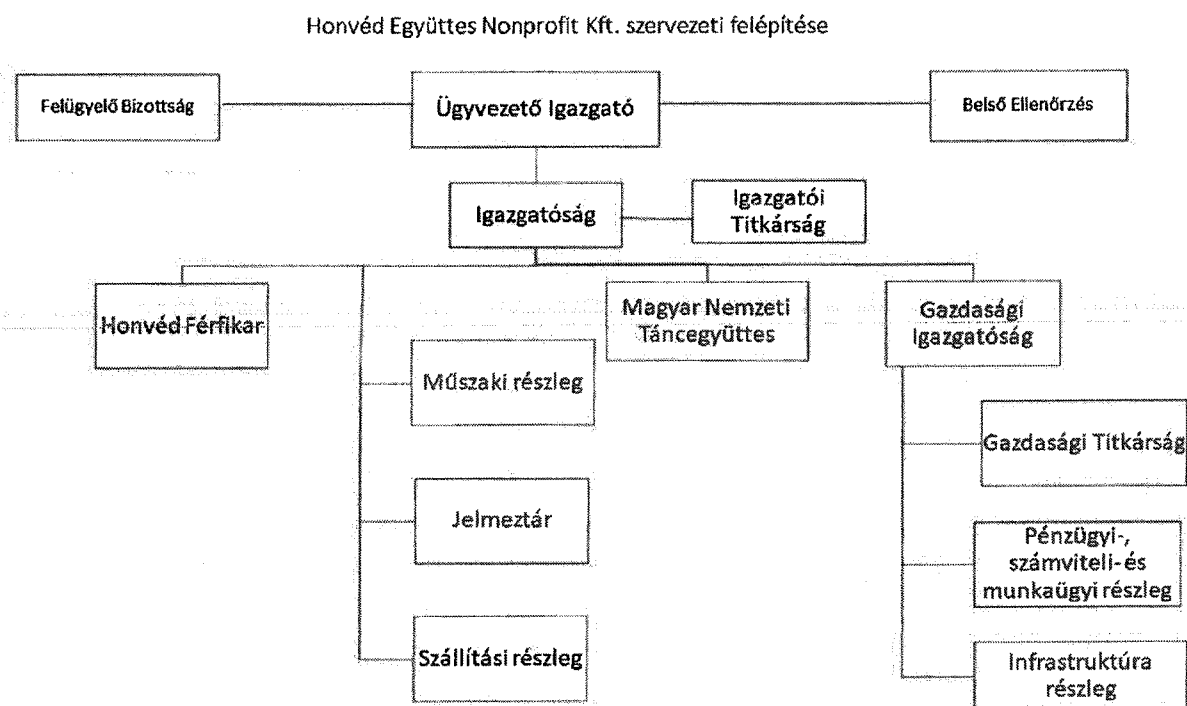 Honvéd Együttes Nonprofit Kft. szervezeti felépítése
Felügyelő Bizottság
Ügyvezető Igazgató
Belső Ellenőrzés
Igazgatóság
Igazgatói
Titkárság
Honvéd Férfikar
Magyar Nemzeti
Táncegyüttes
Gazdasági
Igazgatóság
Műszaki részleg
Jelmeztár
Szállítási részleg
Gazdasági Titkárság
Pénzügyi-,
számviteli- és
munkaügyi részleg
Infrastruktúra
részleg